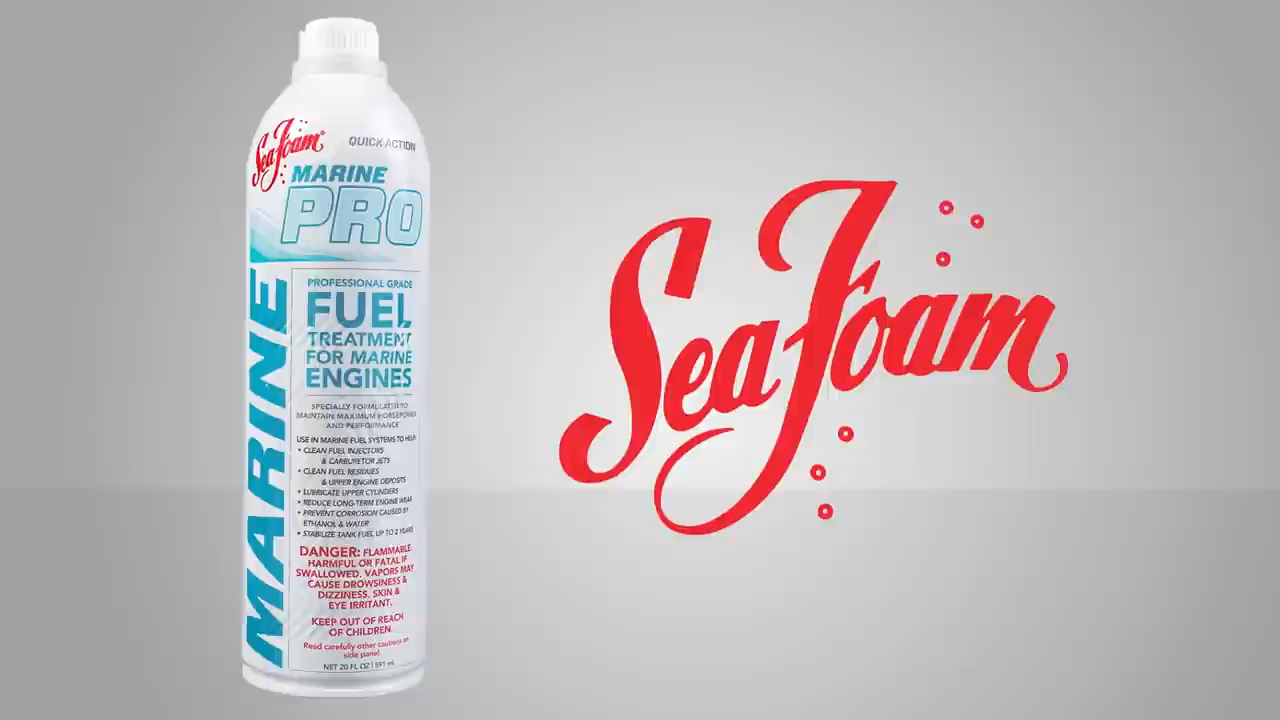 Sea Foam®
QUICK-ACTION
MARINE
PRO
MARINE
PROFESSIONAL GRADE
FUEL
TREATMENT
FOR MARINE
ENGINES
SPECIALLY FORMULATED TO
MAINTAIN MAXIMUM HORSEPOWER
AND PERFORMANCE
USE IN MARINE FUEL SYSTEMS TO HELP:
• CLEAN FUEL INJECTORS
& CARBURETOR JETS
• CLEAN FUEL RESIDUES
& UPPER ENGINE DEPOSITS
• LUBRICATE UPPER CYLINDERS
• REDUCE LONG-TERM ENGINE WEAR
• PREVENT CORROSION CAUSED BY
ETHANOL & WATER
• STABILIZE TANK FUEL UP TO 2 YEARS
DANGER: FLAMMABLE.
HARMFUL OR FATAL IF
SWALLOWED. VAPORS MAY
CAUSE DROWSINESS &
DIZZINESS. SKIN &
EYE IRRITANT.
KEEP OUT OF REACH
OF CHILDREN
Read carefully other cautions on
side panel
NET 20 FL OZ | 591 mL
Sea Foam